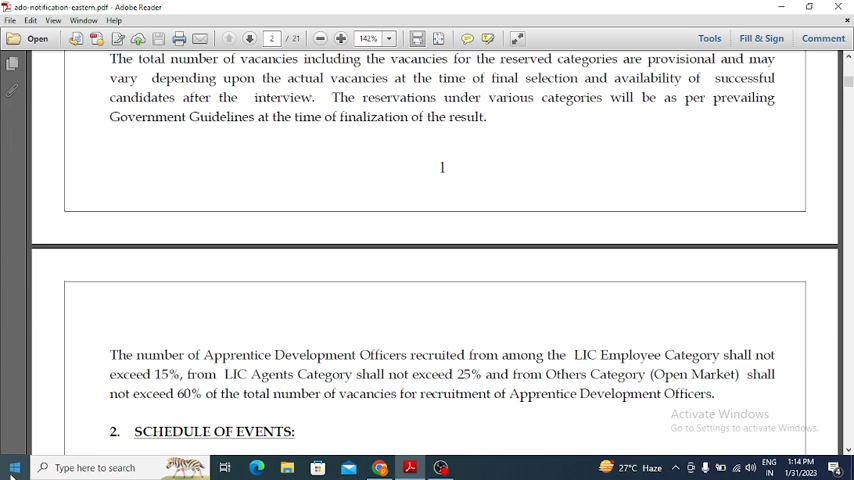 ado-notification-eastern.pdf - Adobe Reader
File Edit View Window Help
Open 2 / 21 142% Tools Fill & Sign Comment
The total number of vacancies including the vacancies for the reserved categories are provisional and may
vary depending upon the actual vacancies at the time of final selection and availability of successful
candidates after the interview. The reservations under various categories will be as per prevailing
Government Guidelines at the time of finalization of the result.
1
The number of Apprentice Development Officers recruited from among the LIC Employee Category shall not
exceed 15%, from LIC Agents Category shall not exceed 25% and from Others Category (Open Market) shall
not exceed 60% of the total number of vacancies for recruitment of Apprentice Development Officers.
Activate Windows
Go to Settings to activate Windows.
2. SCHEDULE OF EVENTS:
Type here to search
27°C Haze
ENG
IN
1:14 PM
1/31/2023
4